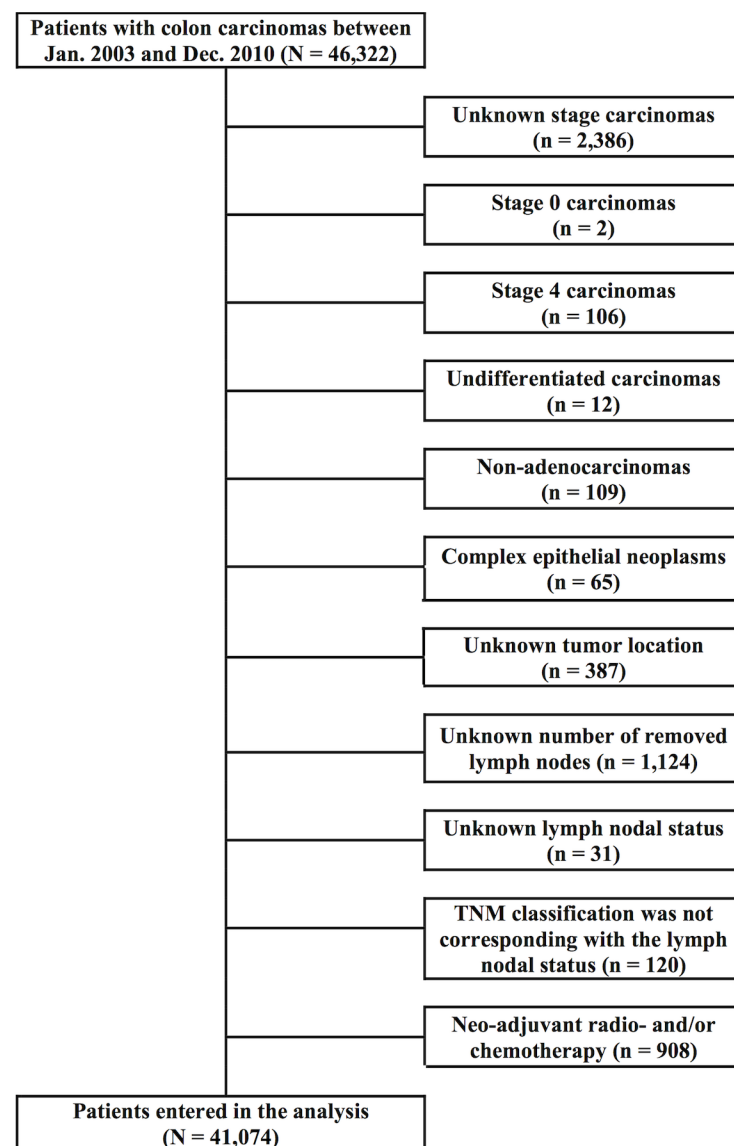 Patients with colon carcinomas between
Jan. 2003 and Dec. 2010 (N = 46,322)
Unknown stage carcinomas
(n = 2,386)
Stage 0 carcinomas
(n = 2)
Stage 4 carcinomas
(n = 106)
Undifferentiated carcinomas
(n = 12)
Non-adenocarcinomas
(n = 109)
Complex epithelial neoplasms
(n = 65)
Unknown tumor location
(n = 387)
Unknown number of removed
lymph nodes (n = 1,124)
Unknown lymph nodal status
(n = 31)
TNM classification was not
corresponding with the lymph
nodal status (n = 120)
Neo-adjuvant radio- and/or
chemotherapy (n = 908)
Patients entered in the analysis
(N = 41,074)